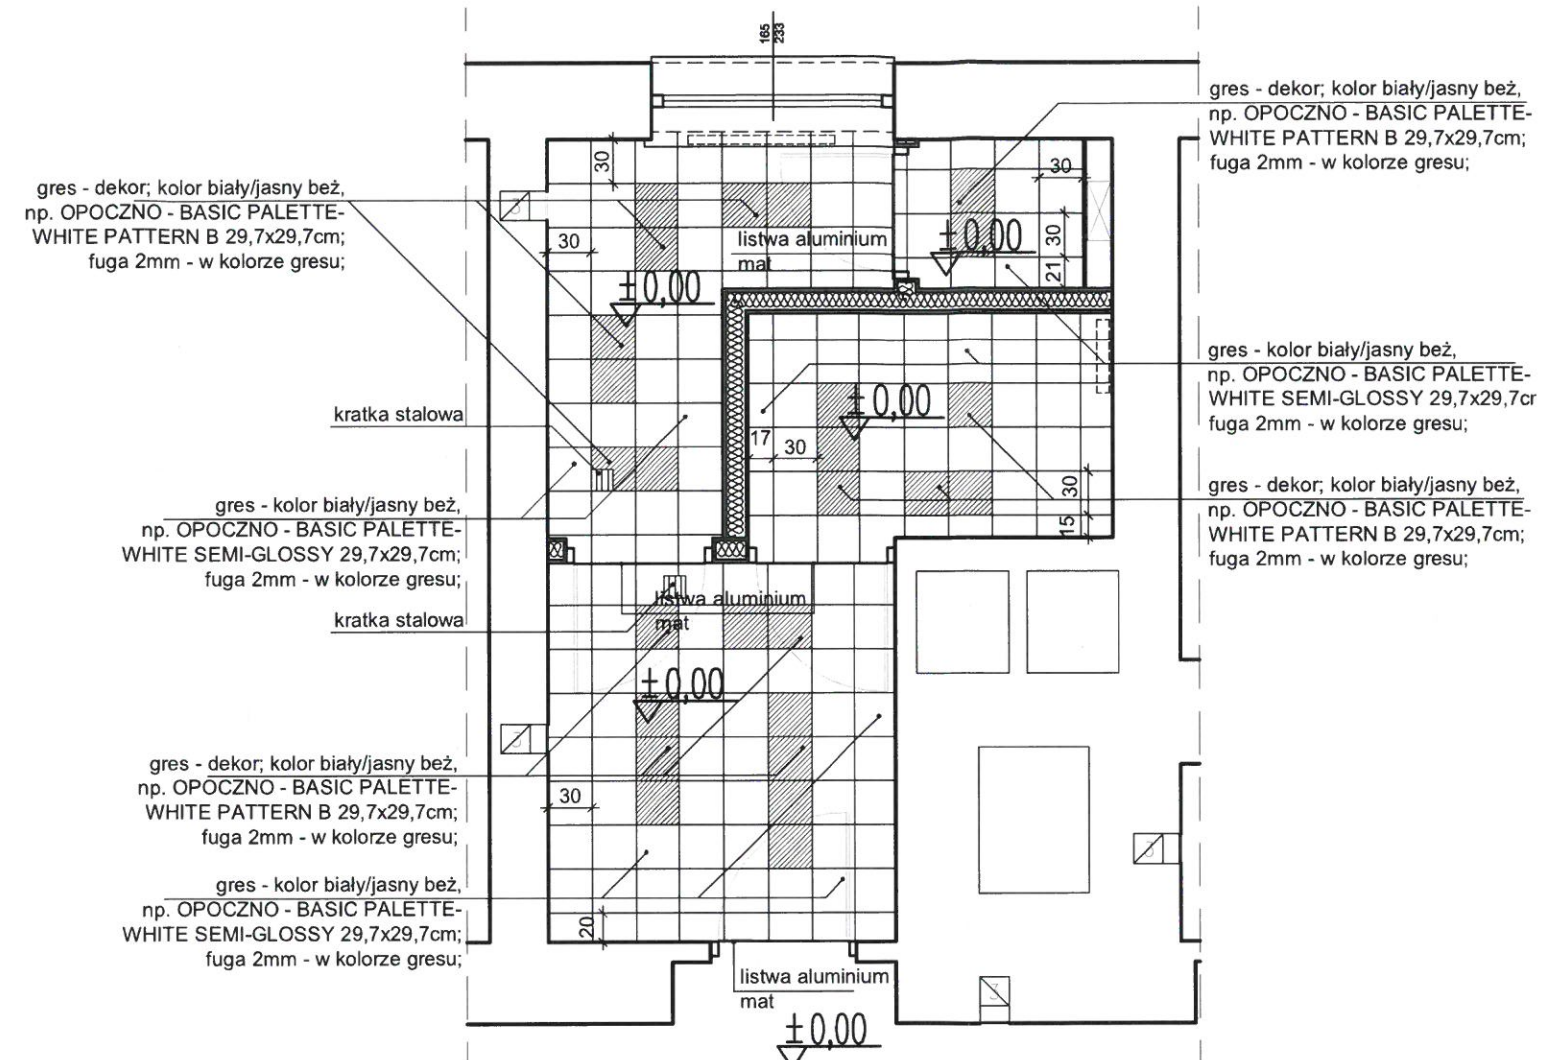 165
233
gres - dekor; kolor biały/jasny beż,
np. OPOCZNO - BASIC PALETTE-
WHITE PATTERN B 29,7x29,7cm;
fuga 2mm - w kolorze gresu;
gres - dekor; kolor biały/jasny beż,
np. OPOCZNO - BASIC PALETTE-
WHITE PATTERN B 29,7x29,7cm;
fuga 2mm - w kolorze gresu;
30
30
30
listwa aluminium
mat
±0,00
30
21
±0,00
gres - kolor biały/jasny beż,
np. OPOCZNO - BASIC PALETTE-
WHITE SEMI-GLOSSY 29,7x29,7cr
fuga 2mm - w kolorze gresu;
kratka stalowa
±0,00
17
30
30
15
gres - dekor; kolor biały/jasny beż,
np. OPOCZNO - BASIC PALETTE-
WHITE PATTERN B 29,7x29,7cm;
fuga 2mm - w kolorze gresu;
gres - kolor biały/jasny beż,
np. OPOCZNO - BASIC PALETTE-
WHITE SEMI-GLOSSY 29,7x29,7cm;
fuga 2mm - w kolorze gresu;
kratka stalowa
listwa aluminium
mat
±0,00
gres - dekor; kolor biały/jasny beż,
np. OPOCZNO - BASIC PALETTE-
WHITE PATTERN B 29,7x29,7cm;
fuga 2mm - w kolorze gresu;
30
gres - kolor biały/jasny beż,
np. OPOCZNO - BASIC PALETTE-
WHITE SEMI-GLOSSY 29,7x29,7cm;
fuga 2mm - w kolorze gresu;
20
listwa aluminium
mat
±0,00